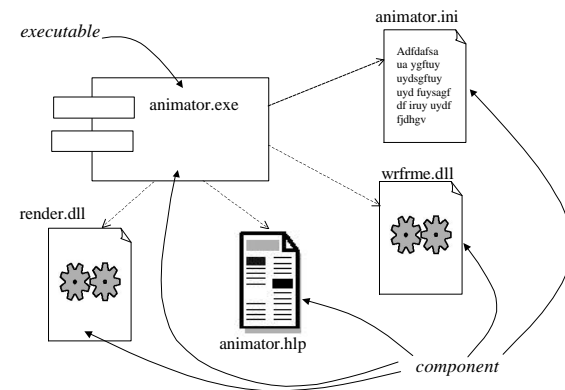 animator.ini
executable
Adfdafsa
ua ygftuy
uydsgftuy
uyd fuysagf
df iruy uydf
fjdhgv
animator.exe
wrfrme.dll
render.dll
animator.hlp
component